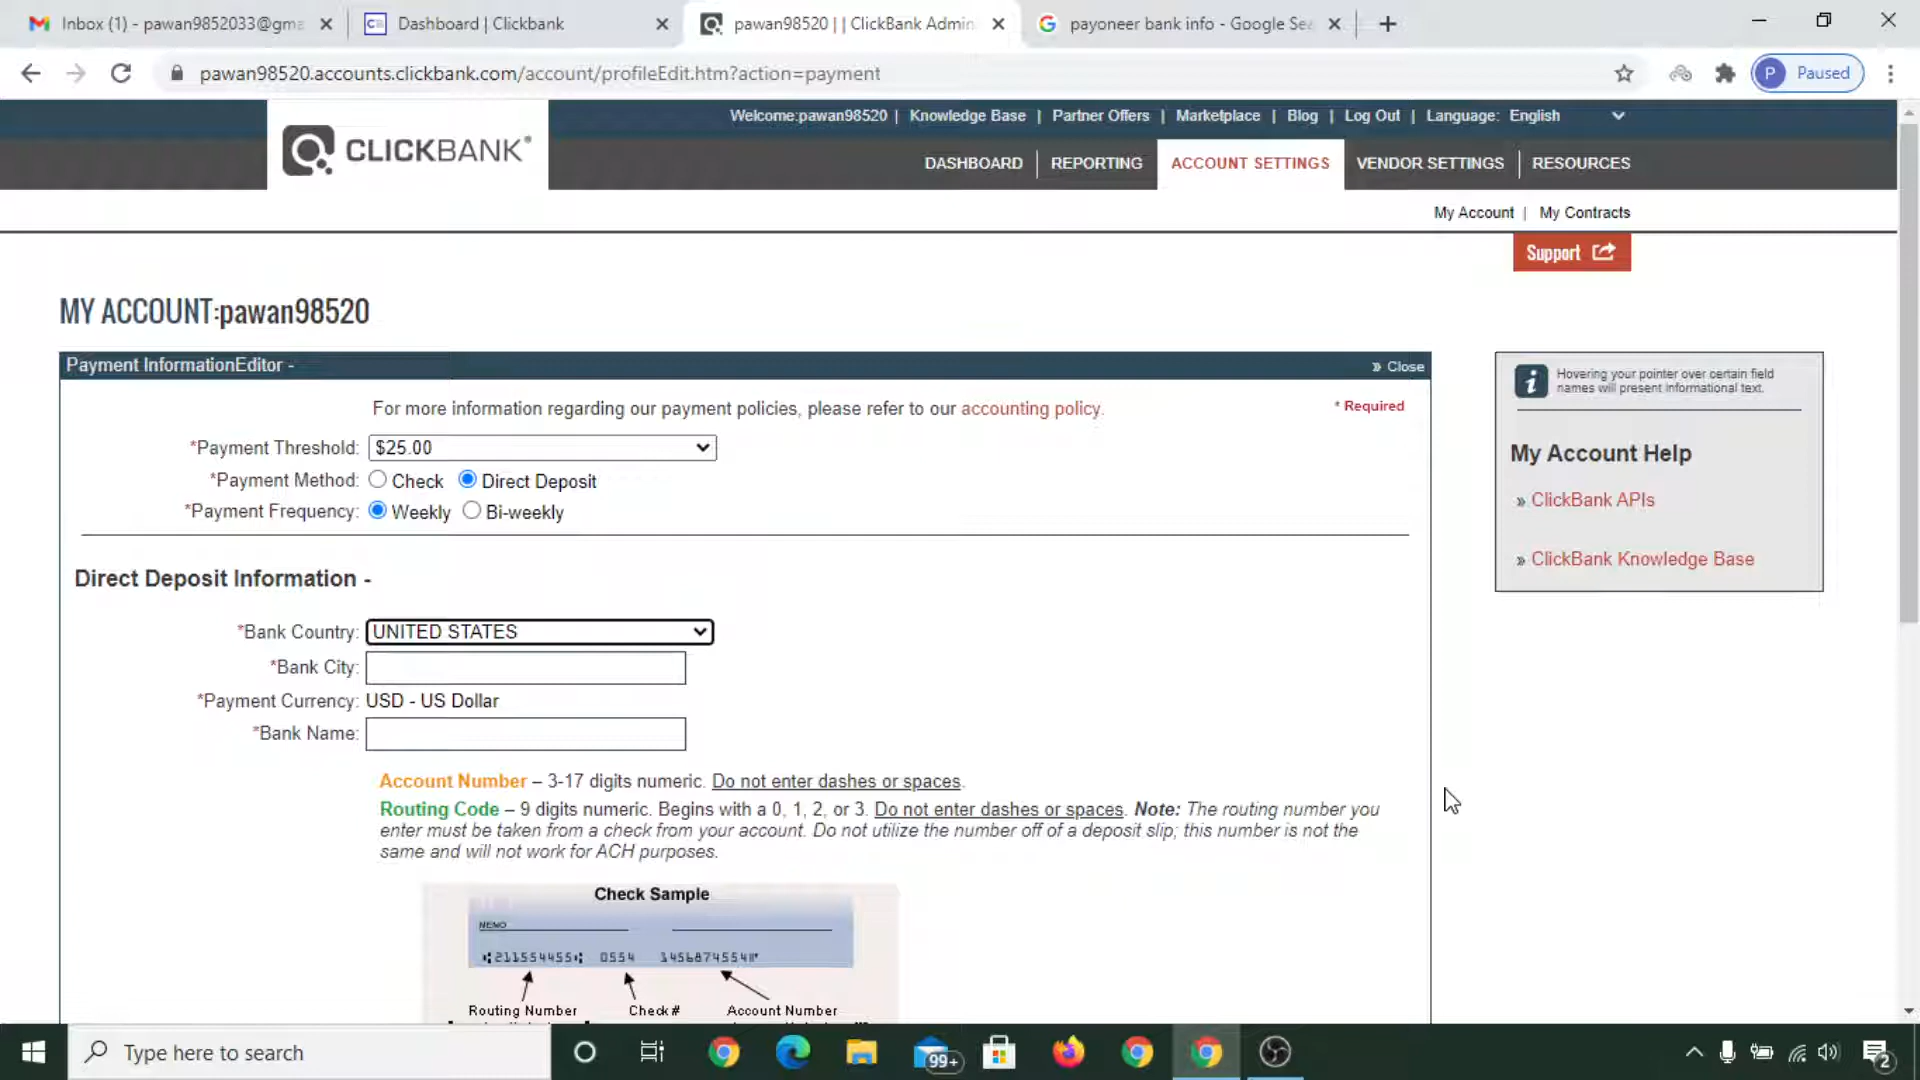 Inbox (1) - pawan9852033@gma
Dashboard | Clickbank
pawan98520 | | ClickBank Admin
payoneer bank info - Google Sea
pawan98520.accounts.clickbank.com/account/profileEdit.htm?action=payment
P Paused
Welcome:pawan98520 | Knowledge Base | Partner Offers | Marketplace | Blog | Log Out | Language: English
CLICKBANK
DASHBOARD | REPORTING ACCOUNT SETTINGS VENDOR SETTINGS | RESOURCES
My Account | My Contracts
Support
MY ACCOUNT:pawan98520
Payment InformationEditor -
» Close
For more information regarding our payment policies, please refer to our accounting policy.
* Required
*Payment Threshold: $25.00
*Payment Method: Check Direct Deposit
*Payment Frequency: Weekly Bi-weekly
Direct Deposit Information -
*Bank Country: UNITED STATES
*Bank City:
*Payment Currency: USD - US Dollar
*Bank Name:
Account Number – 3-17 digits numeric. Do not enter dashes or spaces.
Routing Code – 9 digits numeric. Begins with a 0, 1, 2, or 3. Do not enter dashes or spaces. Note: The routing number you
enter must be taken from a check from your account. Do not utilize the number off of a deposit slip; this number is not the
same and will not work for ACH purposes.
Check Sample
MEMO
⑆211554455⑆ 0554 14568745541⑈
Routing Number Check # Account Number
Hovering your pointer over certain field
names will present informational text.
My Account Help
» ClickBank APIs
» ClickBank Knowledge Base
Type here to search
99+
2